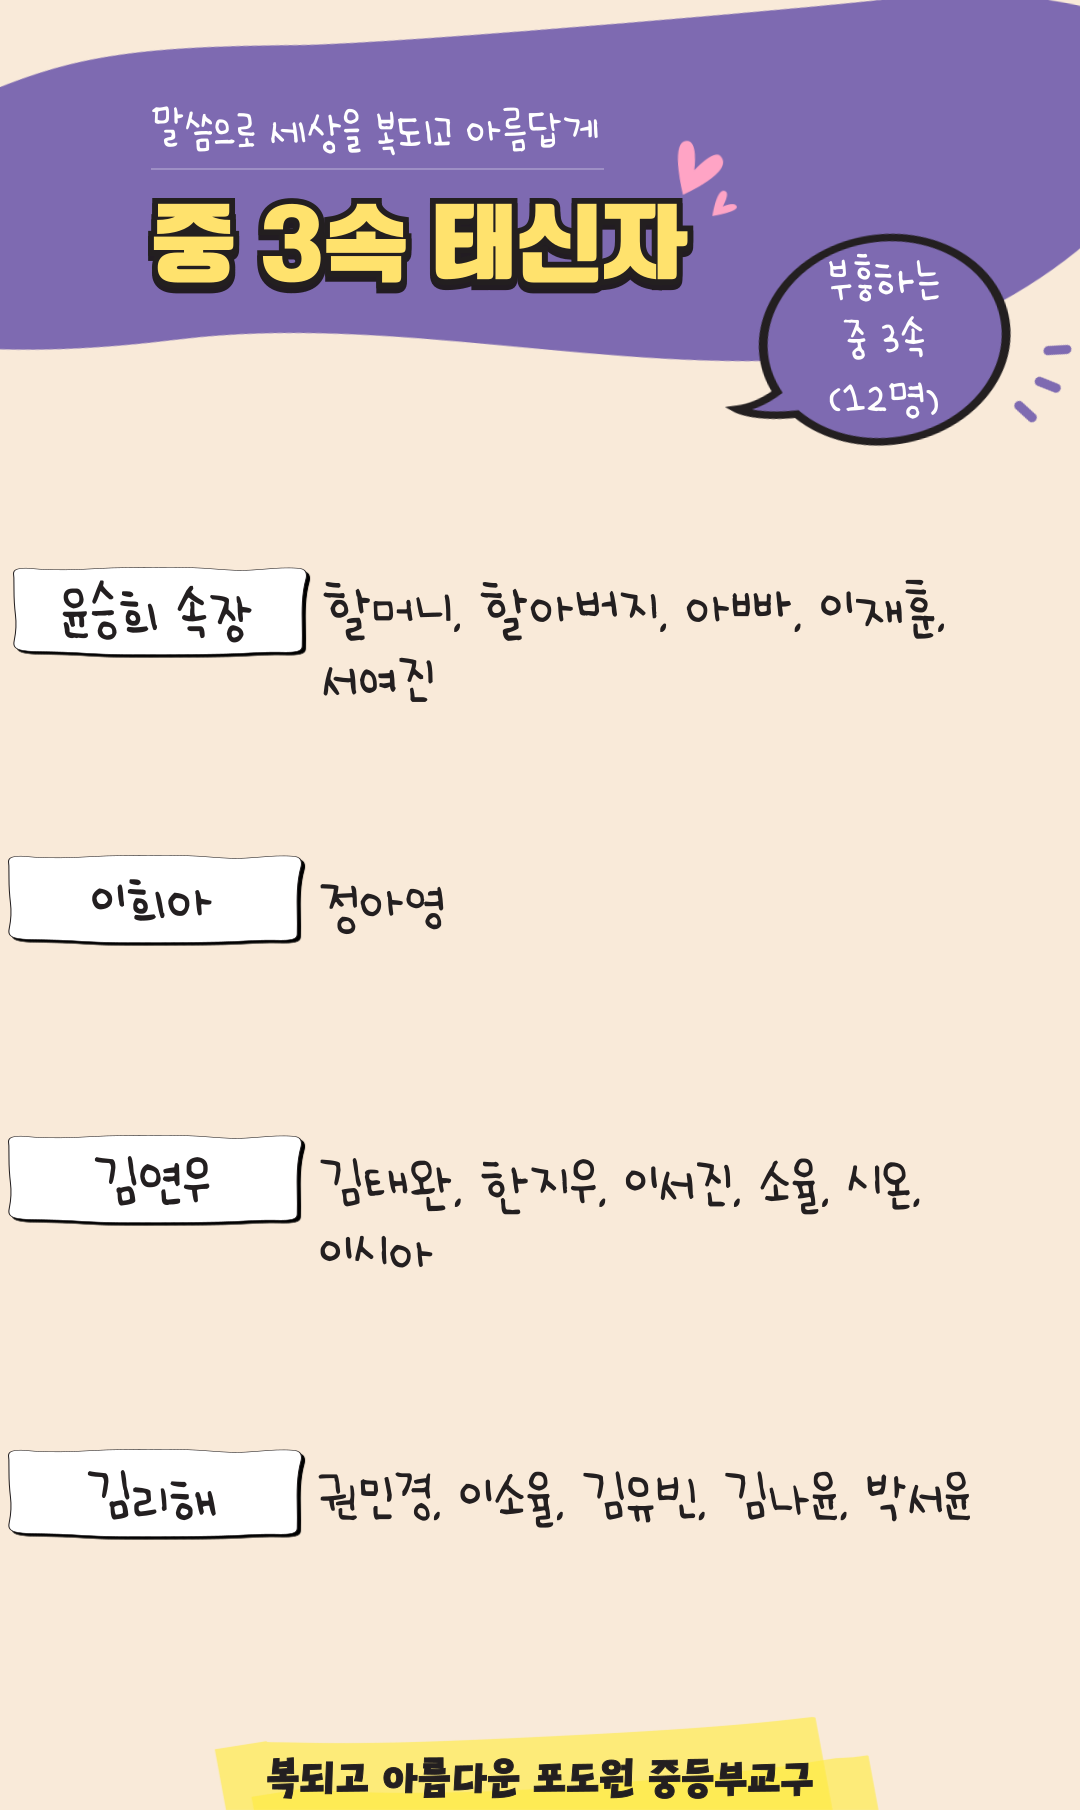 말씀으로 세상을 복되고 아름답게
중 3속 태신자
부흥하는
중 3속
(12명)
윤승희 속장
할머니, 할아버지, 아빠, 이재훈,
서여진
이희아
정아영
김연우
김태완, 한지우, 이서진, 소율, 시온,
이시아
김리해
권민경, 이소율, 김유빈, 김나윤, 박서윤
복되고 아름다운 포도원 중등부교구